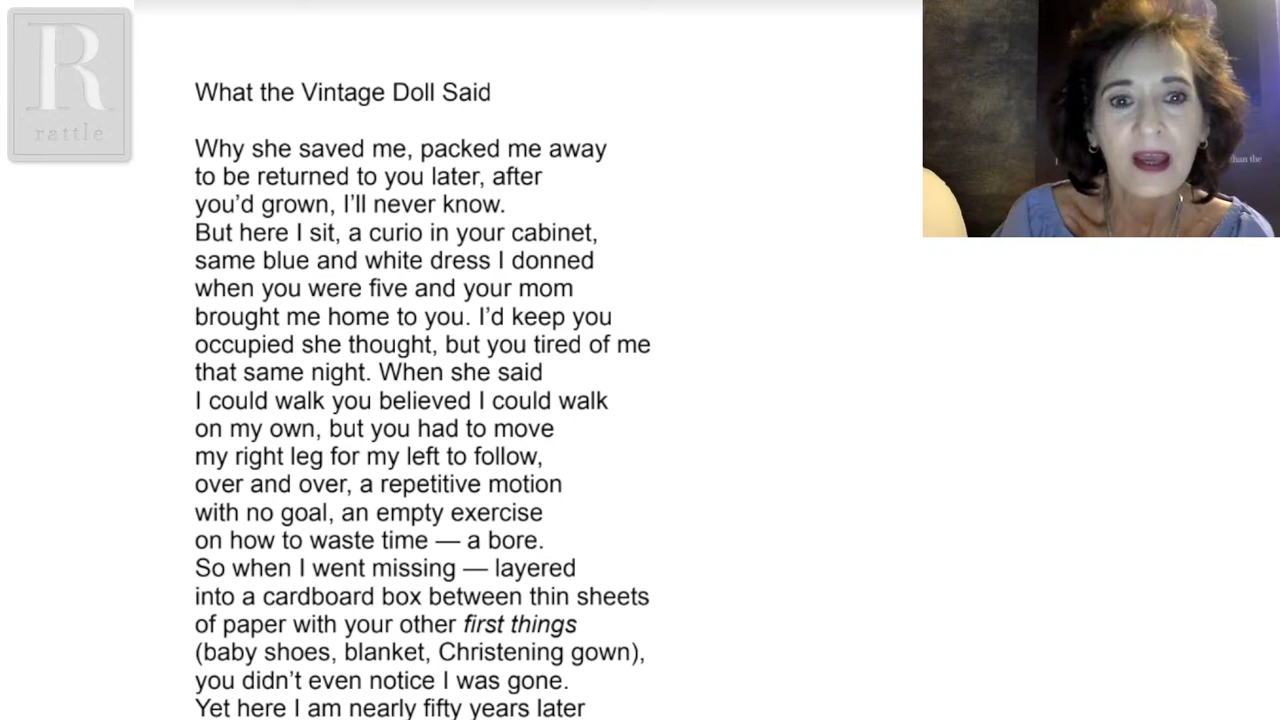 R
rattle
What the Vintage Doll Said
Why she saved me, packed me away
to be returned to you later, after
you’d grown, I’ll never know.
But here I sit, a curio in your cabinet,
same blue and white dress I donned
when you were five and your mom
brought me home to you. I’d keep you
occupied she thought, but you tired of me
that same night. When she said
I could walk you believed I could walk
on my own, but you had to move
my right leg for my left to follow,
over and over, a repetitive motion
with no goal, an empty exercise
on how to waste time — a bore.
So when I went missing — layered
into a cardboard box between thin sheets
of paper with your other first things
(baby shoes, blanket, Christening gown),
you didn’t even notice I was gone.
Yet here I am nearly fifty years later
than the